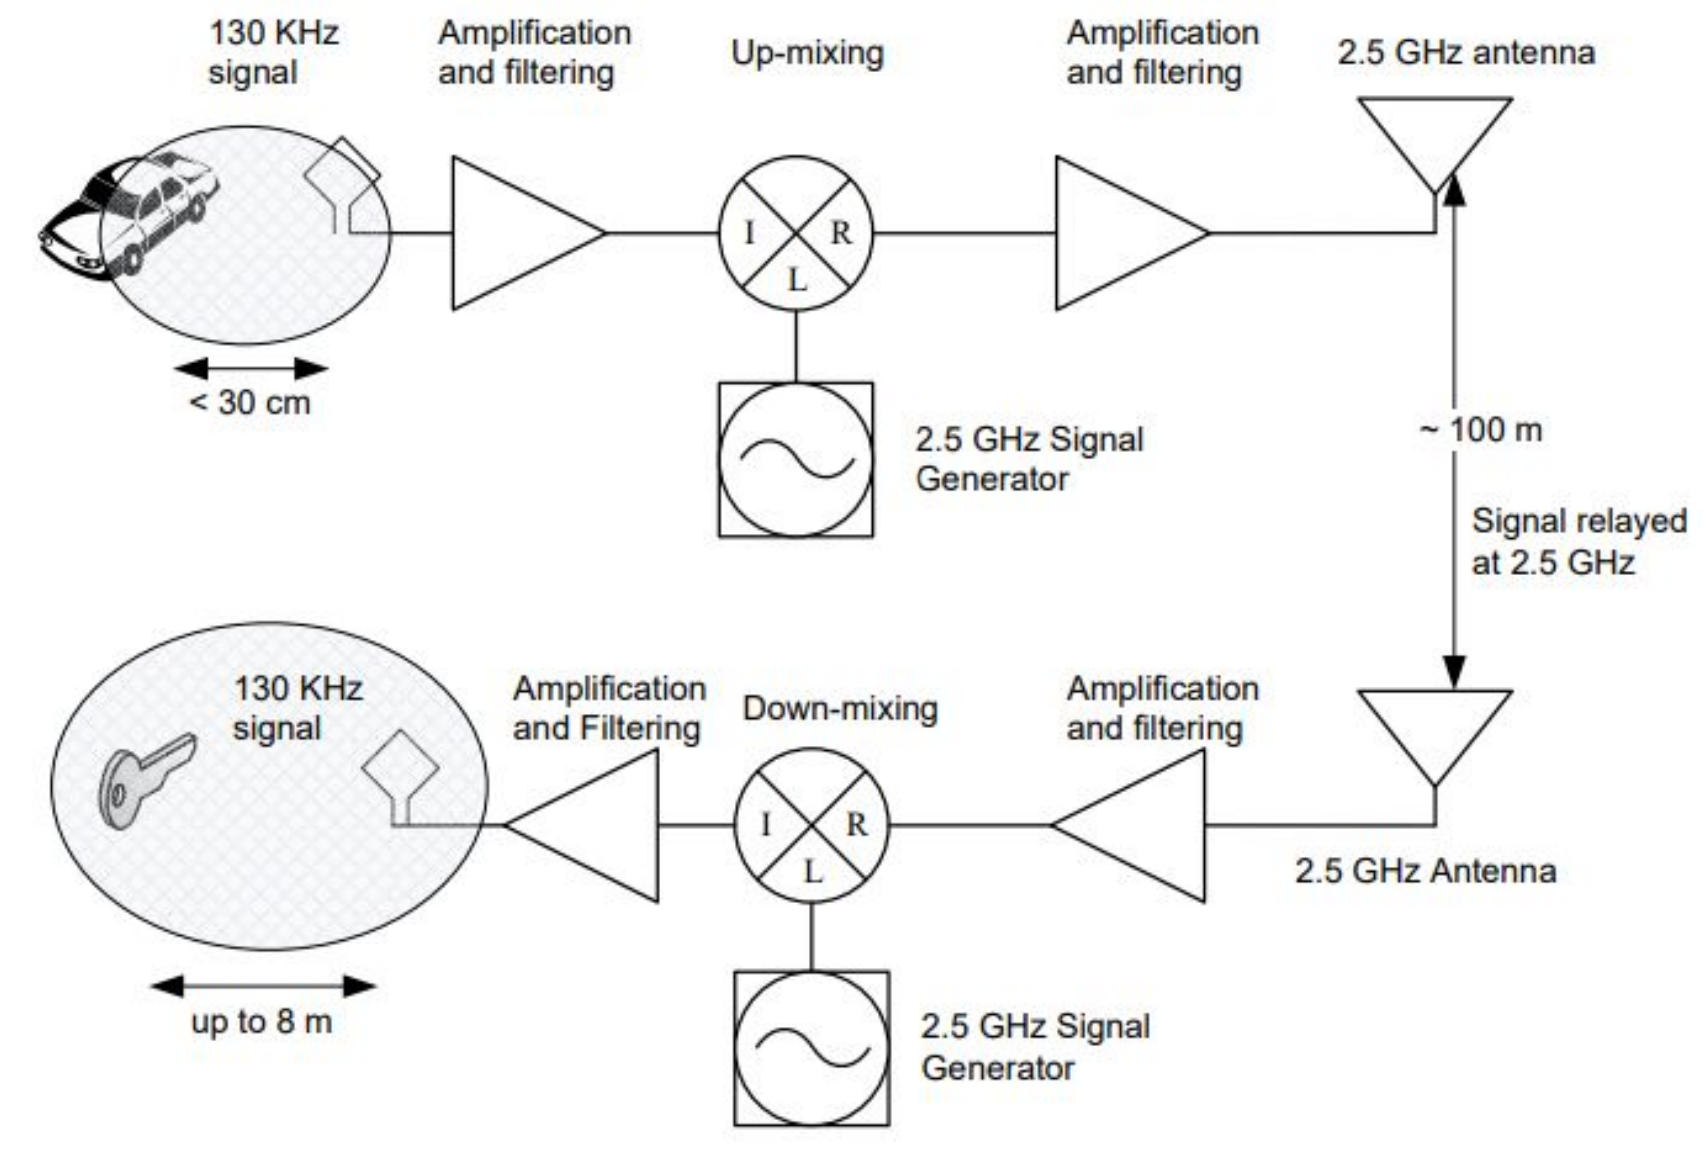 130 KHz
signal
Amplification
and filtering
Up-mixing
Amplification
and filtering
2.5 GHz antenna
I
R
L
< 30 cm
2.5 GHz Signal
Generator
~ 100 m
Signal relayed
at 2.5 GHz
130 KHz
signal
Amplification
and Filtering
Down-mixing
Amplification
and filtering
I
R
L
2.5 GHz Antenna
up to 8 m
2.5 GHz Signal
Generator